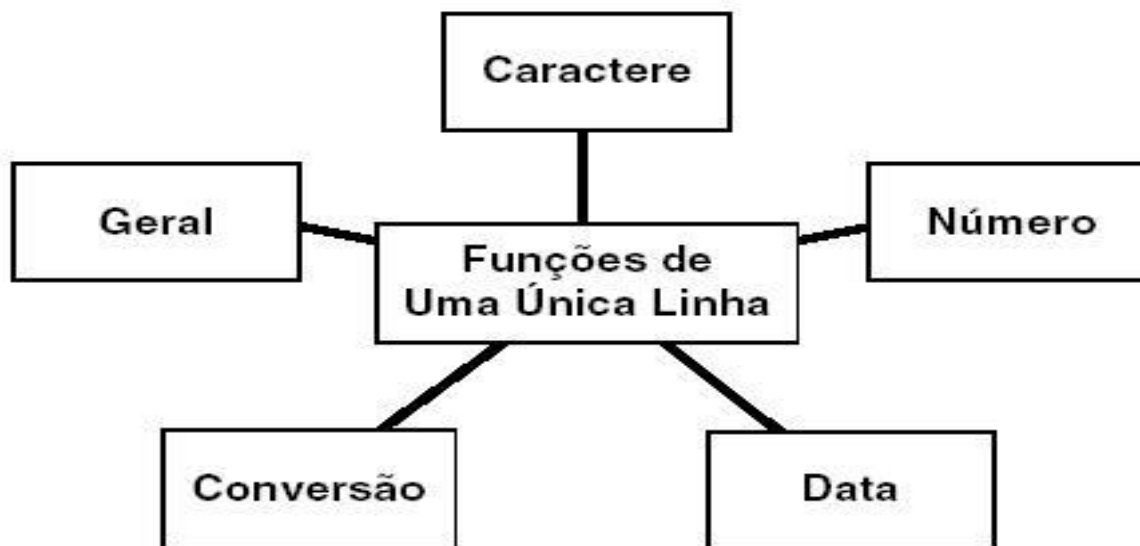 Caractere
Geral
Número
Funções de
Uma Única Linha
Conversão
Data